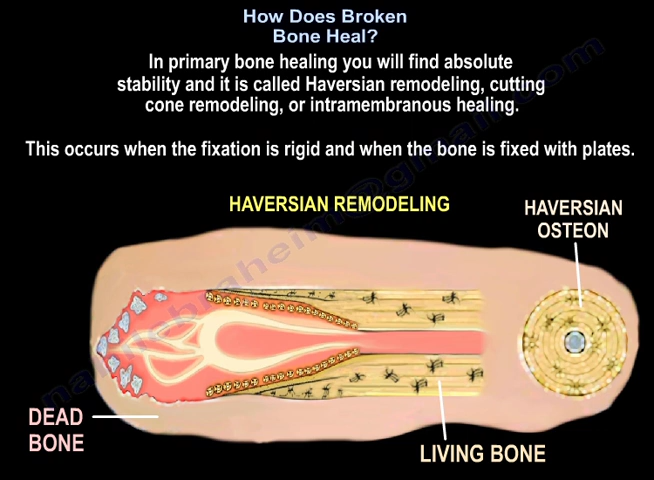 How Does Broken
Bone Heal?
In primary bone healing you will find absolute
stability and it is called Haversian remodeling, cutting
cone remodeling, or intramembranous healing.
This occurs when the fixation is rigid and when the bone is fixed with plates.
HAVERSIAN REMODELING
HAVERSIAN
OSTEON
DEAD
BONE
LIVING BONE